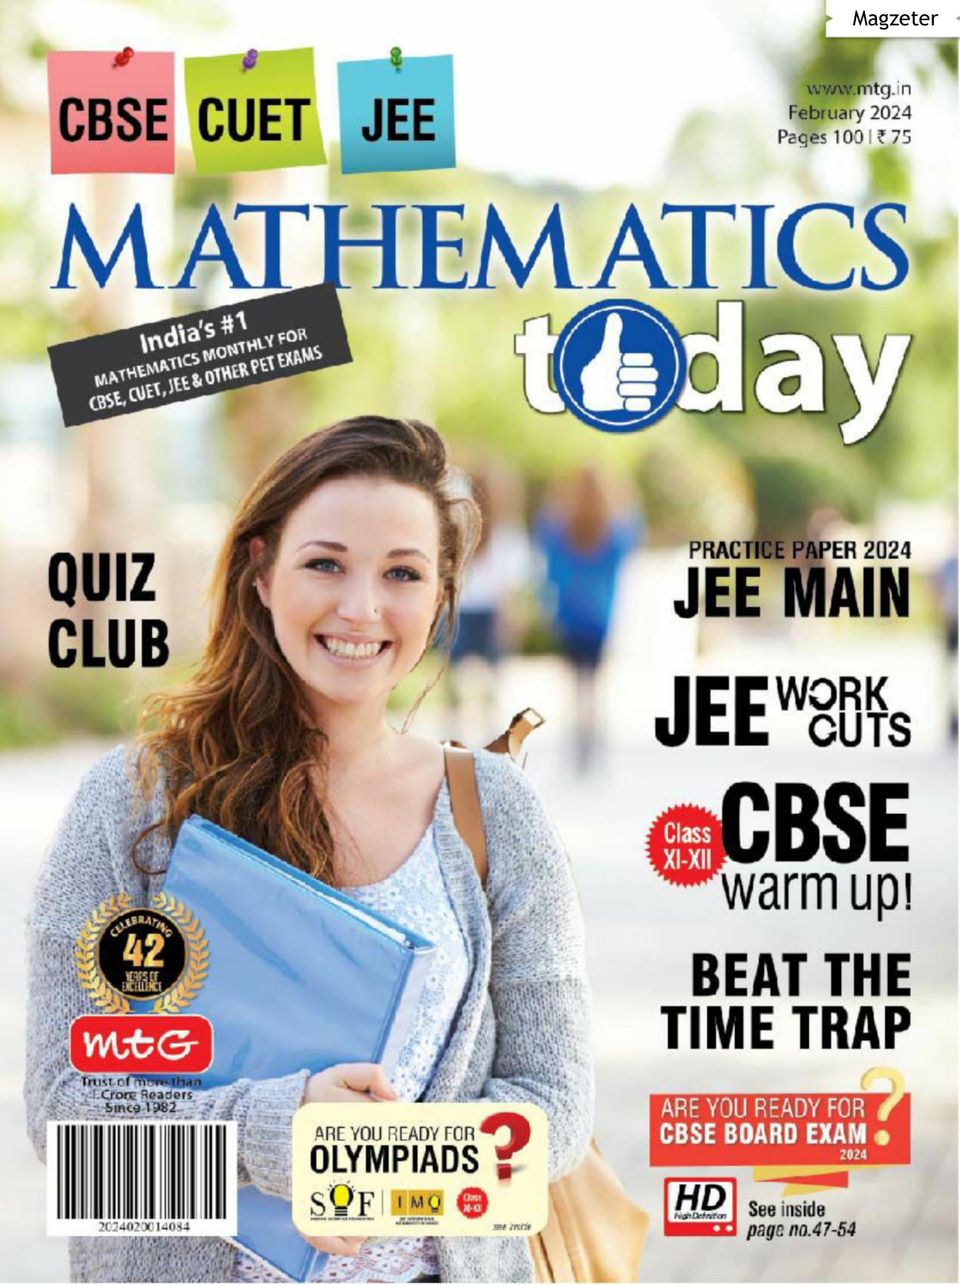 Magzeter
CBSE CUET JEE
www.mtg.in
February 2024
Pages 100 | ₹ 75
MATHEMATICS
today
India's #1
MATHEMATICS MONTHLY FOR
CBSE, CUET, JEE & OTHER PET EXAMS
QUIZ
CLUB
PRACTICE PAPER 2024
JEE MAIN
JEE WORK
CUTS
Class
XI-XII
CBSE
warm up!
BEAT THE
TIME TRAP
CELEBRATING
42
YEARS OF
EXCELLENCE
mtG
Trust of more than
1 Crore Readers
Since 1982
2024020014084
ARE YOU READY FOR
OLYMPIADS ?
SOF
IMO
Class
XI-XII
ARE YOU READY FOR
CBSE BOARD EXAM ?
2024
HD
High Definition
See inside
page no.47-54